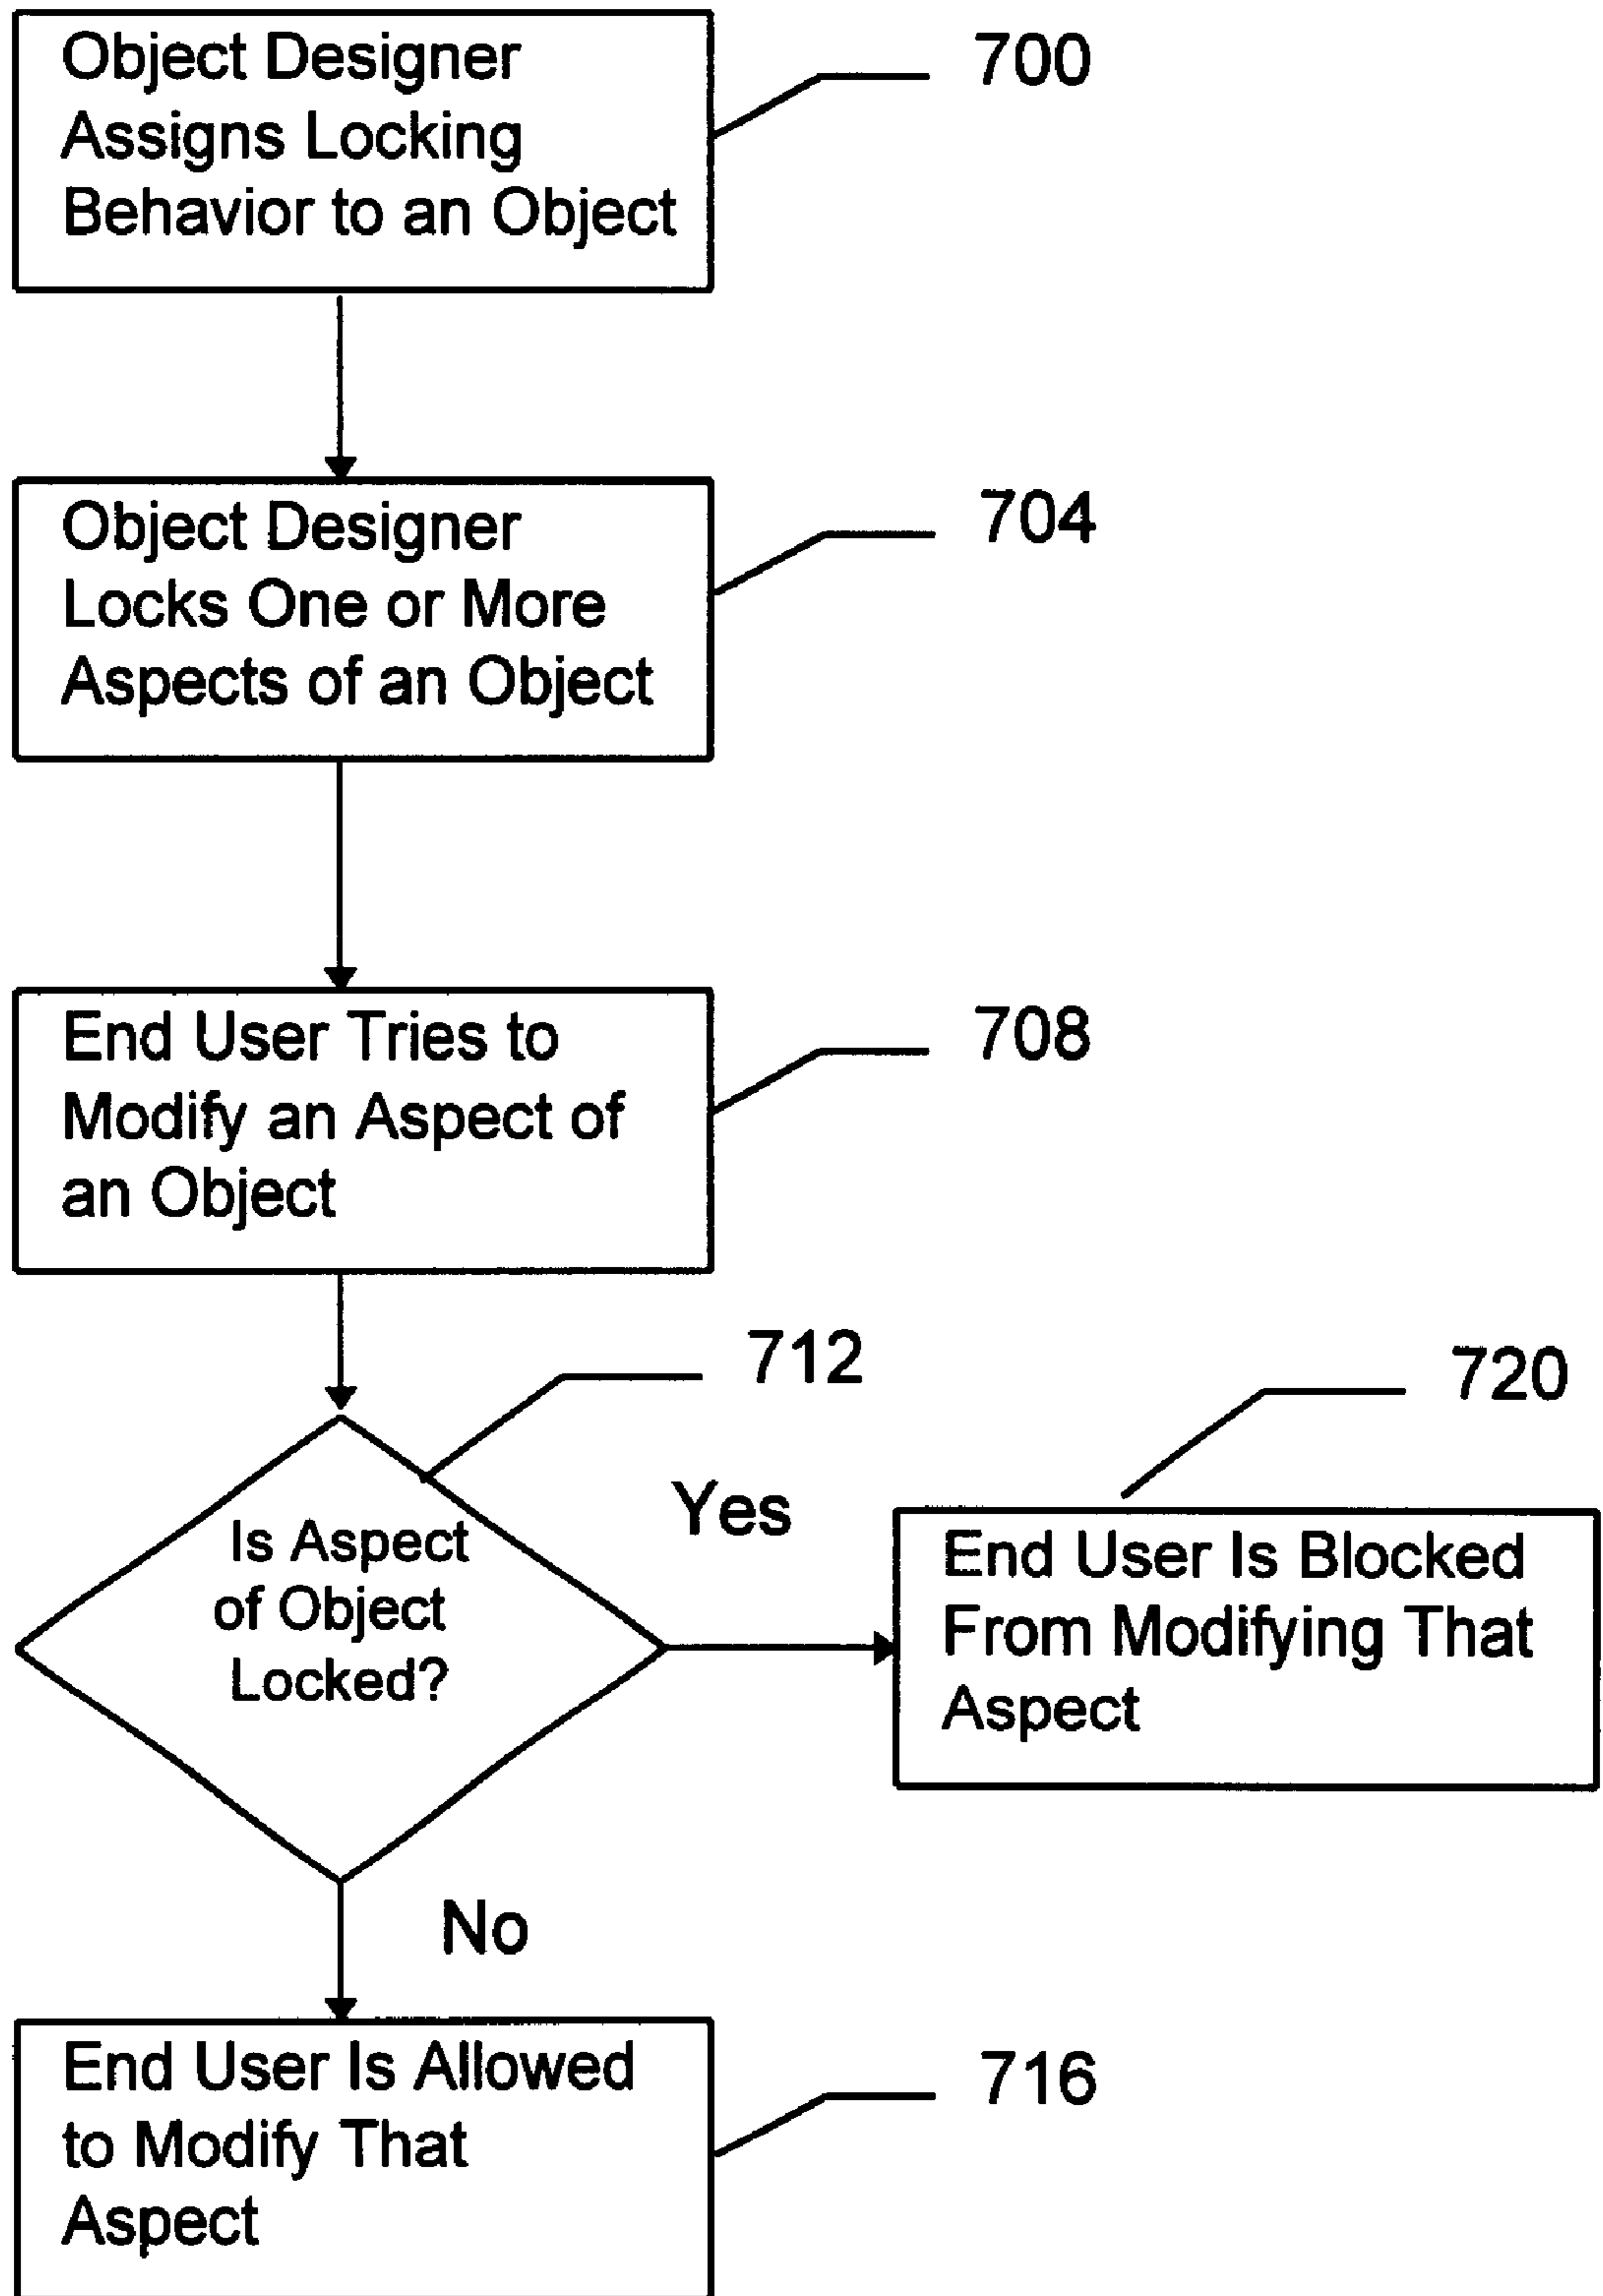 Object Designer
Assigns Locking
Behavior to an Object
700
Object Designer
Locks One or More
Aspects of an Object
704
End User Tries to
Modify an Aspect of
an Object
708
712
Is Aspect
of Object
Locked?
Yes
720
End User Is Blocked
From Modifying That
Aspect
No
End User Is Allowed
to Modify That
Aspect
716